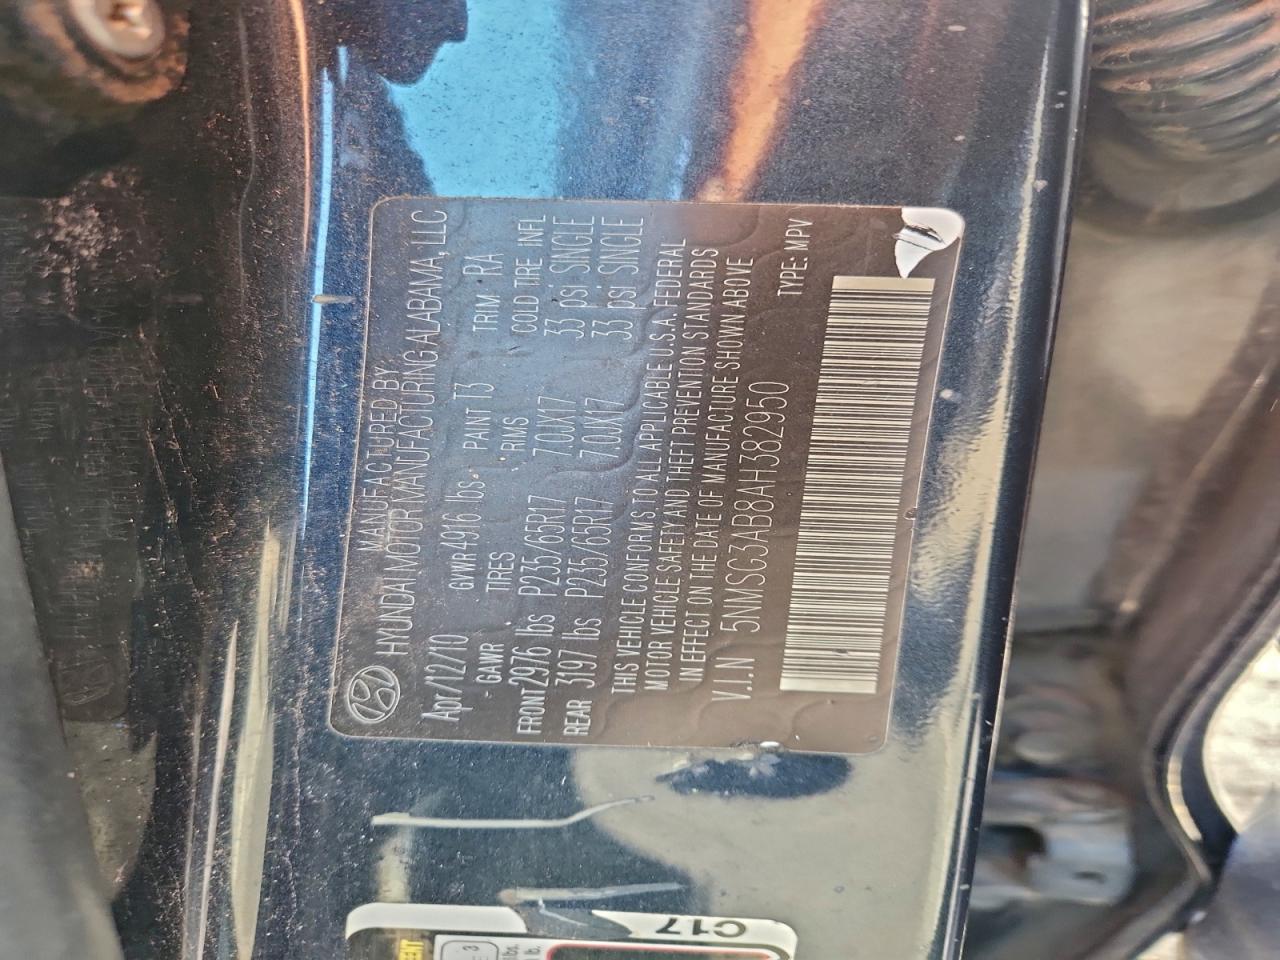 MANUFACTURED BY
HYUNDAI MOTOR MANUFACTURING ALABAMA, LLC
Apr/12/10 GVWR 4916 lbs. PAINT T3 TRIM RA
- GAWR - TIRES RIMS COLD TIRE INFL
FRONT 2976 lbs P235/65R17 7.0JX17 33 psi SINGLE
REAR 3197 lbs P235/65R17 7.0JX17 33 psi SINGLE
THIS VEHICLE CONFORMS TO ALL APPLICABLE U.S.A. FEDERAL
MOTOR VEHICLE SAFETY AND THEFT PREVENTION STANDARDS
IN EFFECT ON THE DATE OF MANUFACTURE SHOWN ABOVE
V.I.N 5NMSG3AB8AH382950 TYPE: MPV
C17
3
lbs.
lb.